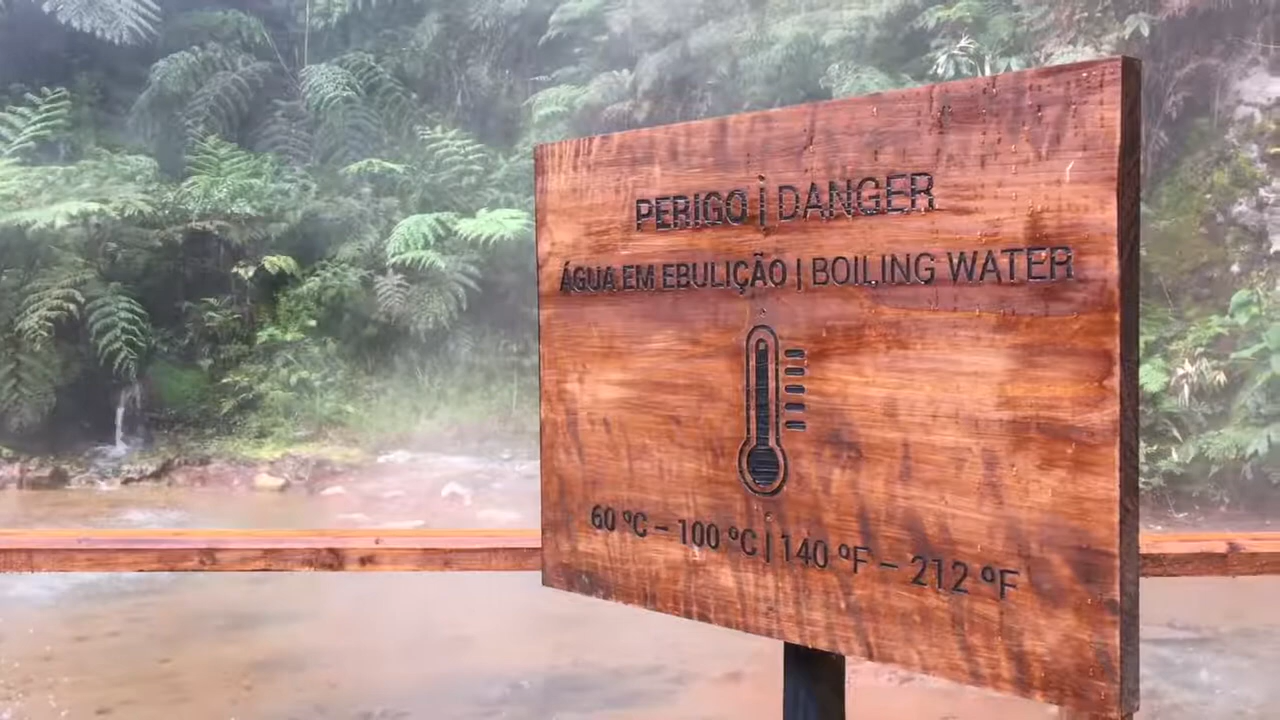 PERIGO | DANGER
ÁGUA EM EBULIÇÃO | BOILING WATER
60 ºC – 100 ºC | 140 ºF – 212 ºF